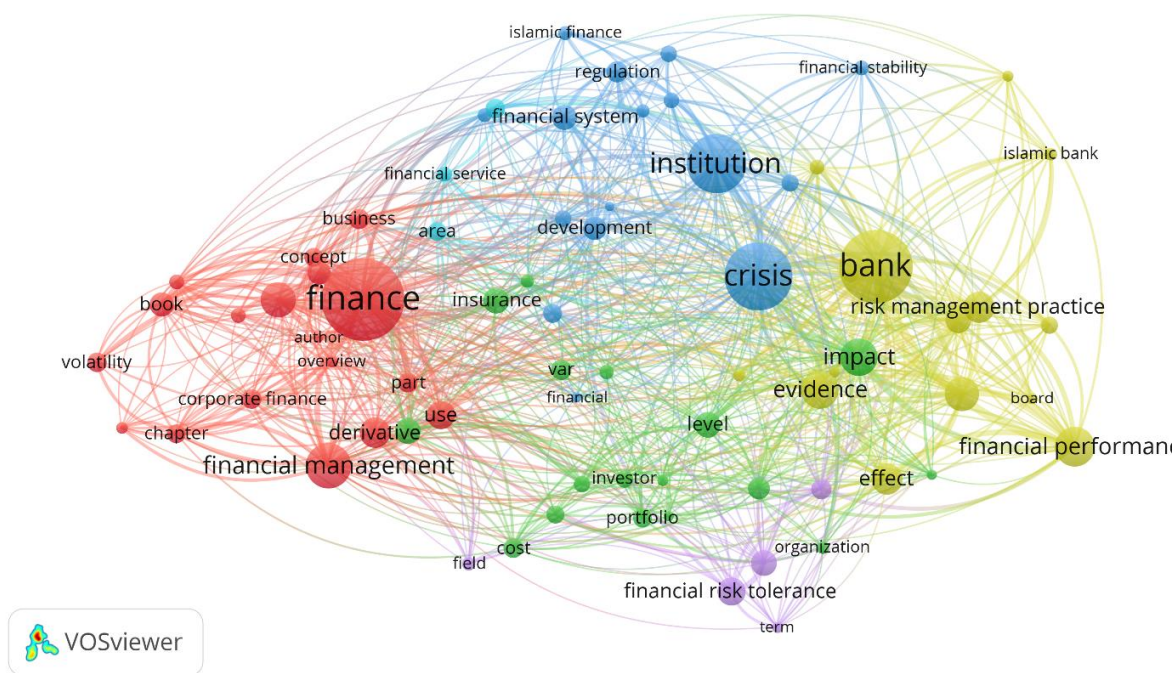 islamic finance
regulation
financial stability
financial system
islamic bank
institution
financial service
business
area
development
concept
crisis
bank
book
finance
insurance
risk management practice
author
volatility
overview
impact
part
var
evidence
corporate finance
financial
board
use
chapter
derivative
level
financial performanc
financial management
investor
effect
portfolio
cost
organization
field
financial risk tolerance
term
VOSviewer